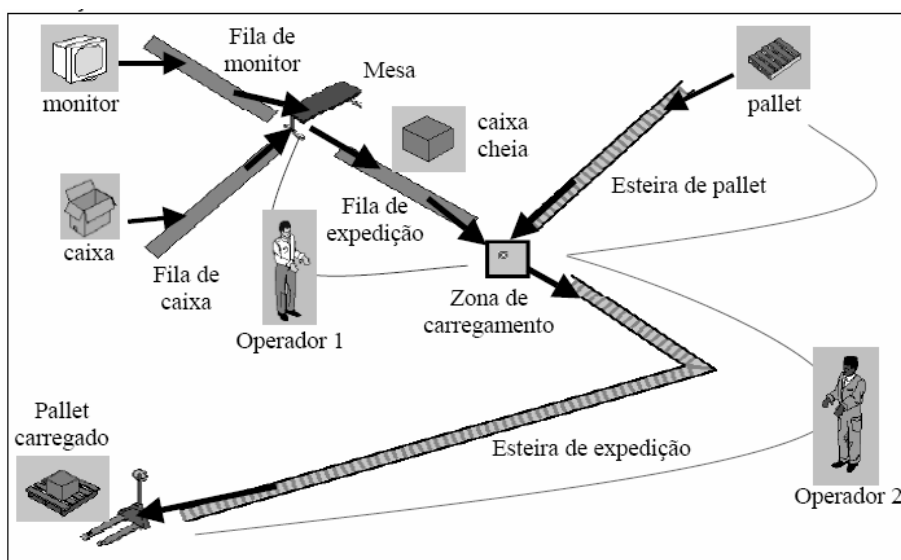 Fila de
monitor
monitor
Mesa
caixa
cheia
pallet
caixa
Fila de
caixa
Fila de
expedição
Esteira de pallet
Operador 1
Zona de
carregamento
Pallet
carregado
Esteira de expedição
Operador 2